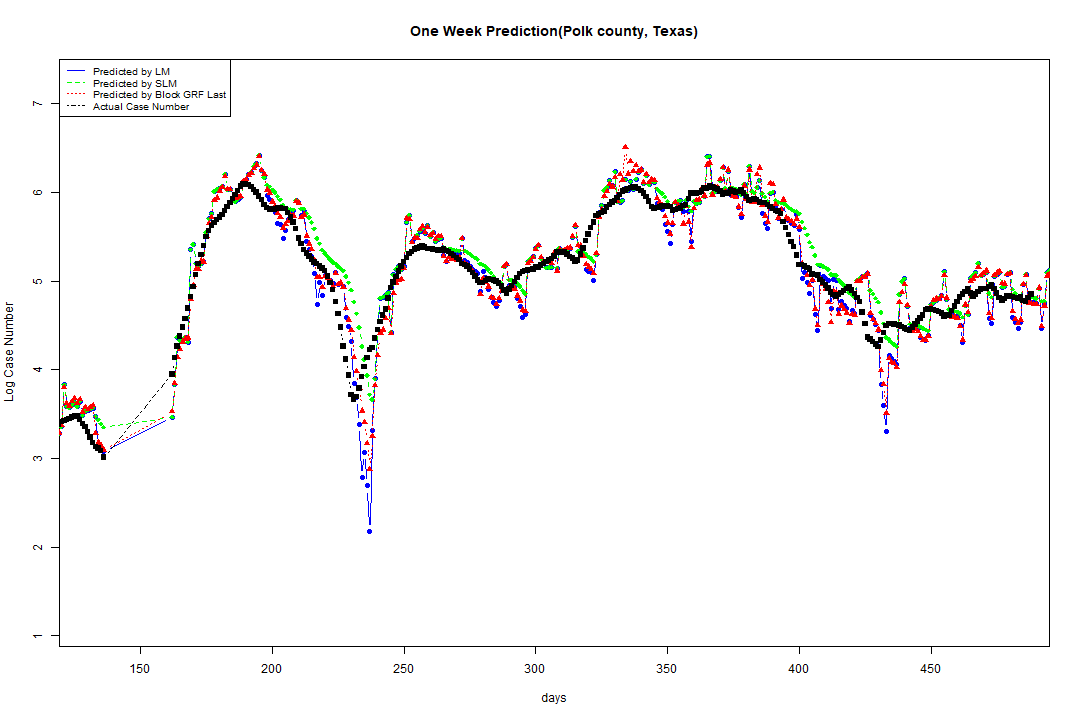 One Week Prediction(Polk county, Texas)
Predicted by LM
Predicted by SLM
Predicted by Block GRF Last
Actual Case Number
7
6
5
4
3
2
1
Log Case Number
150 200 250 300 350 400 450
days